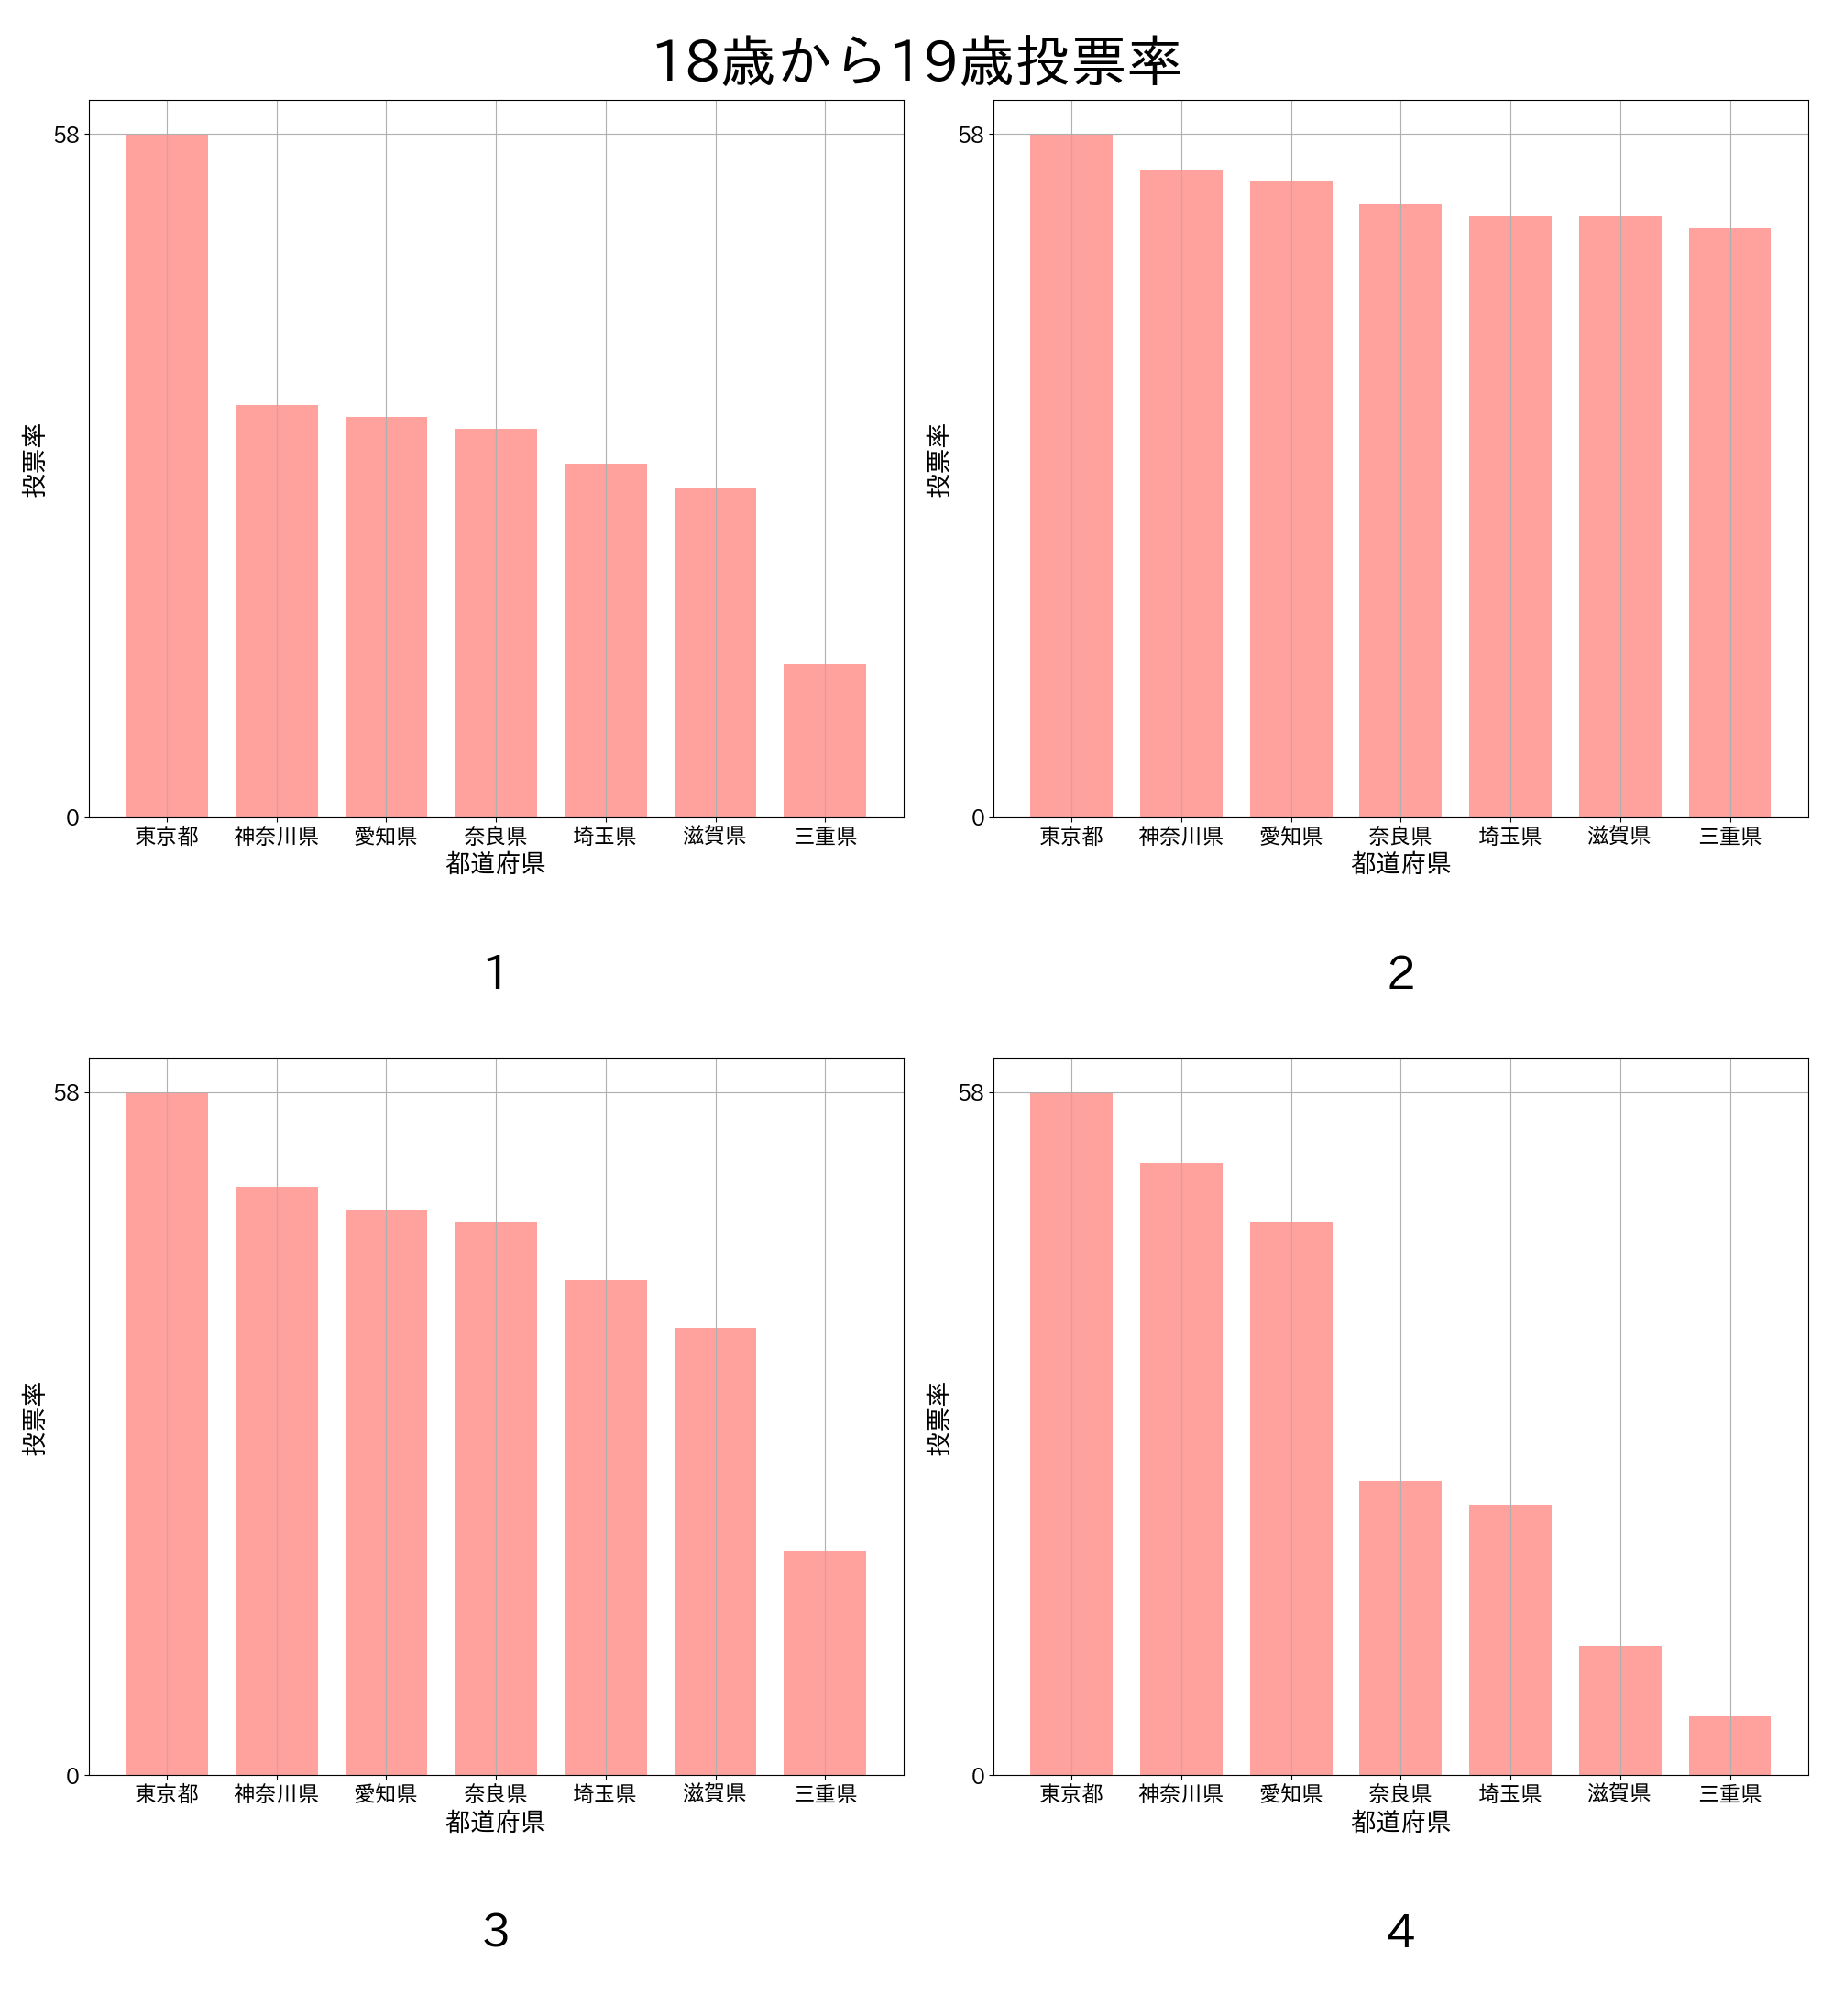 18歳から19歳投票率
58
0
投票率
東京都 神奈川県 愛知県 奈良県 埼玉県 滋賀県 三重県
都道府県
1
58
0
投票率
東京都 神奈川県 愛知県 奈良県 埼玉県 滋賀県 三重県
都道府県
2
58
0
投票率
東京都 神奈川県 愛知県 奈良県 埼玉県 滋賀県 三重県
都道府県
3
58
0
投票率
東京都 神奈川県 愛知県 奈良県 埼玉県 滋賀県 三重県
都道府県
4